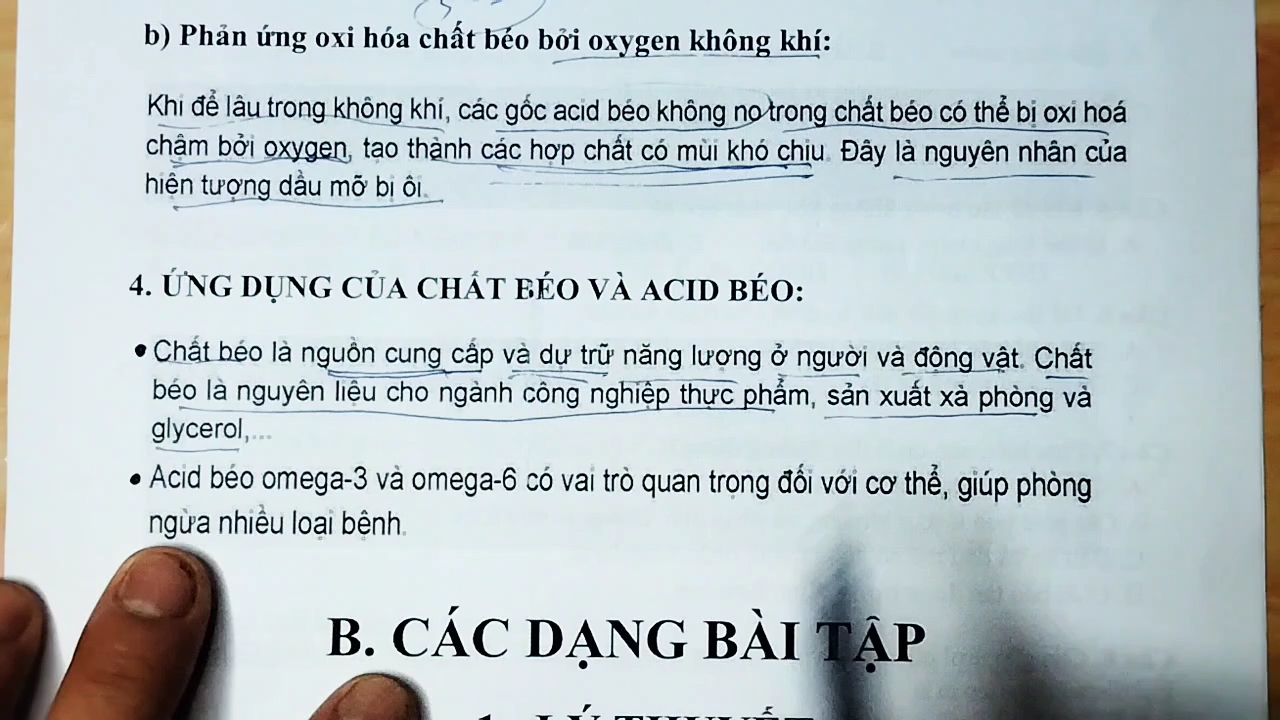 b) Phản ứng oxi hóa chất béo bởi oxygen không khí:
Khi để lâu trong không khí, các gốc acid béo không no trong chất béo có thể bị oxi hoá
chậm bởi oxygen, tạo thành các hợp chất có mùi khó chịu. Đây là nguyên nhân của
hiện tượng dầu mỡ bị ôi.
4. ỨNG DỤNG CỦA CHẤT BÉO VÀ ACID BÉO:
• Chất béo là nguồn cung cấp và dự trữ năng lượng ở người và động vật. Chất
béo là nguyên liệu cho ngành công nghiệp thực phẩm, sản xuất xà phòng và
glycerol,...
• Acid béo omega-3 và omega-6 có vai trò quan trọng đối với cơ thể, giúp phòng
ngừa nhiều loại bệnh.
B. CÁC DẠNG BÀI TẬP
LÝ THUYẾT